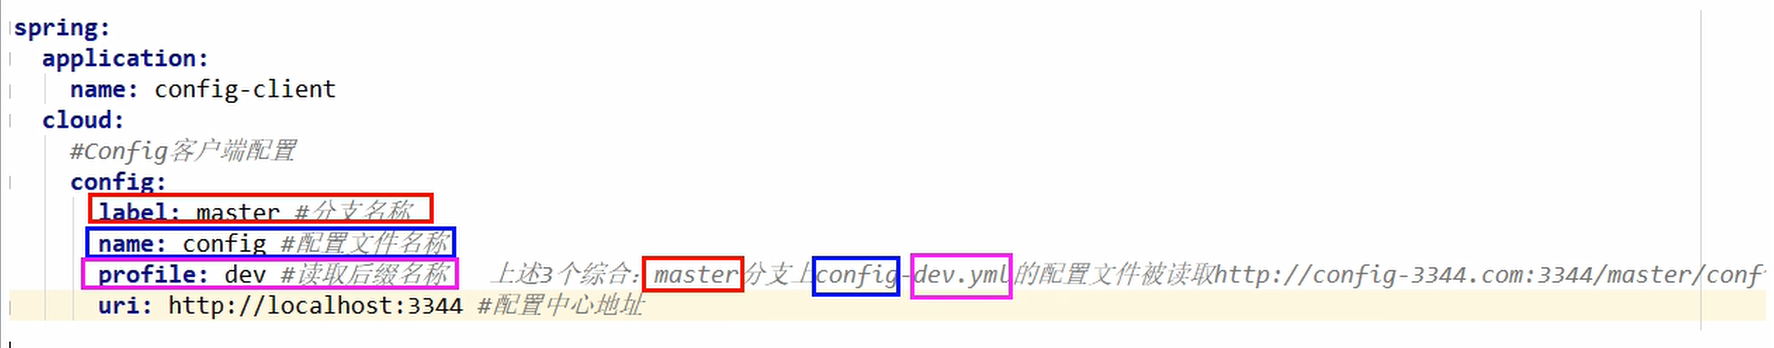 spring:
application:
name: config-client
cloud:
#Config客户端配置
config:
label: master #分支名称
name: config #配置文件名称
profile: dev #读取后缀名称 上述3个综合：master分支上config-dev.yml的配置文件被读取http://config-3344.com:3344/master/conf
uri: http://localhost:3344 #配置中心地址